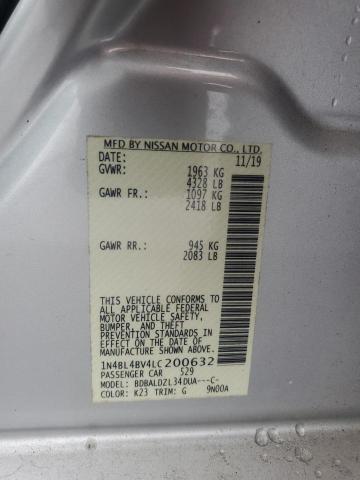 MFD BY NISSAN MOTOR CO., LTD.
DATE: 11/19
GVWR: 1963 KG
4328 LB
GAWR FR.: 1097 KG
2418 LB
GAWR RR.: 945 KG
2083 LB
THIS VEHICLE CONFORMS TO
ALL APPLICABLE FEDERAL
MOTOR VEHICLE SAFETY,
BUMPER, AND THEFT
PREVENTION STANDARDS IN
EFFECT ON THE DATE OF
MANUFACTURE SHOWN ABOVE.
1N4BL4BV4LC200632
PASSENGER CAR 529
MODEL: BDBALDZL34DUA---C-
COLOR: K23 TRIM: G 9N00A